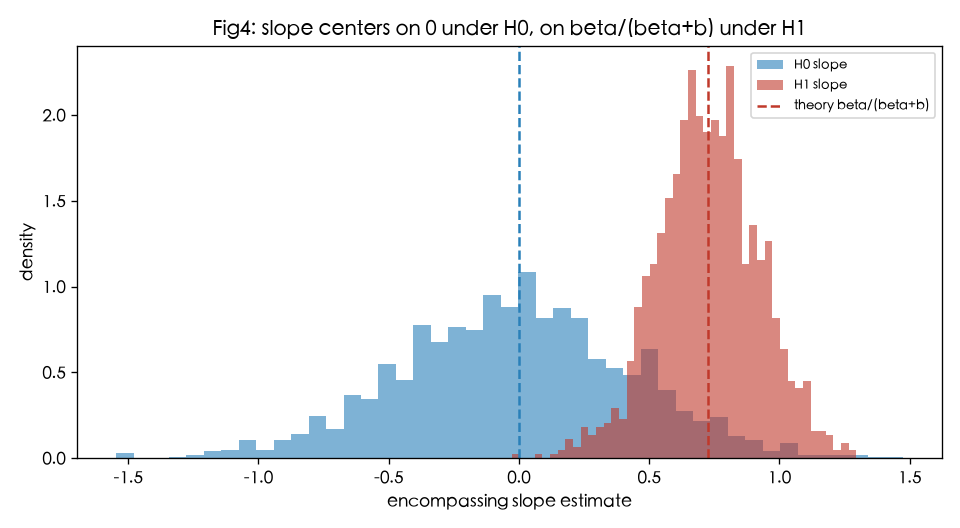 Fig4: slope centers on 0 under H0, on beta/(beta+b) under H1
H0 slope
H1 slope
theory beta/(beta+b)
density
2.0
1.5
1.0
0.5
0.0
-1.5 -1.0 -0.5 0.0 0.5 1.0 1.5
encompassing slope estimate